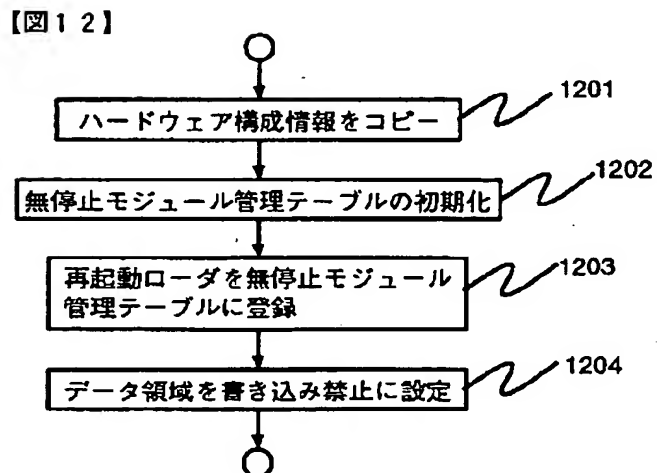 【図12】
ハードウェア構成情報をコピー
1201
無停止モジュール管理テーブルの初期化
1202
再起動ローダを無停止モジュール
管理テーブルに登録
1203
データ領域を書き込み禁止に設定
1204